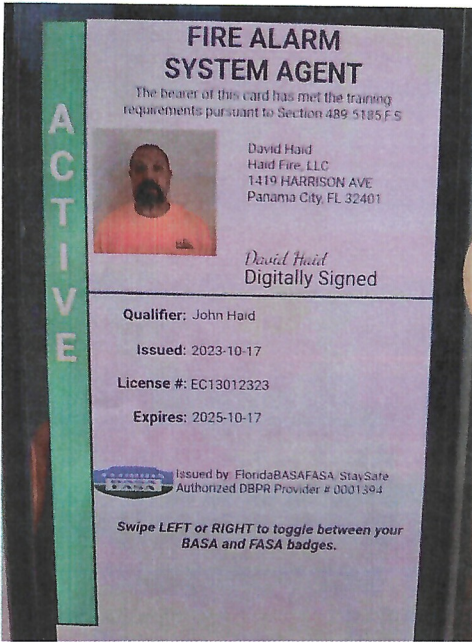 FIRE ALARM
SYSTEM AGENT
The bearer of this card has met the training
requirements pursuant to Section 489.5185 F.S
ACTIVE
David Haid
Haid Fire, LLC
1419 HARRISON AVE
Panama City, FL 32401
David Haid
Digitally Signed
Qualifier: John Haid
Issued: 2023-10-17
License #: EC13012323
Expires: 2025-10-17
FASA
Issued by: FloridaBASAFASA, StaySafe
Authorized DBPR Provider # 0001394
Swipe LEFT or RIGHT to toggle between your
BASA and FASA badges.